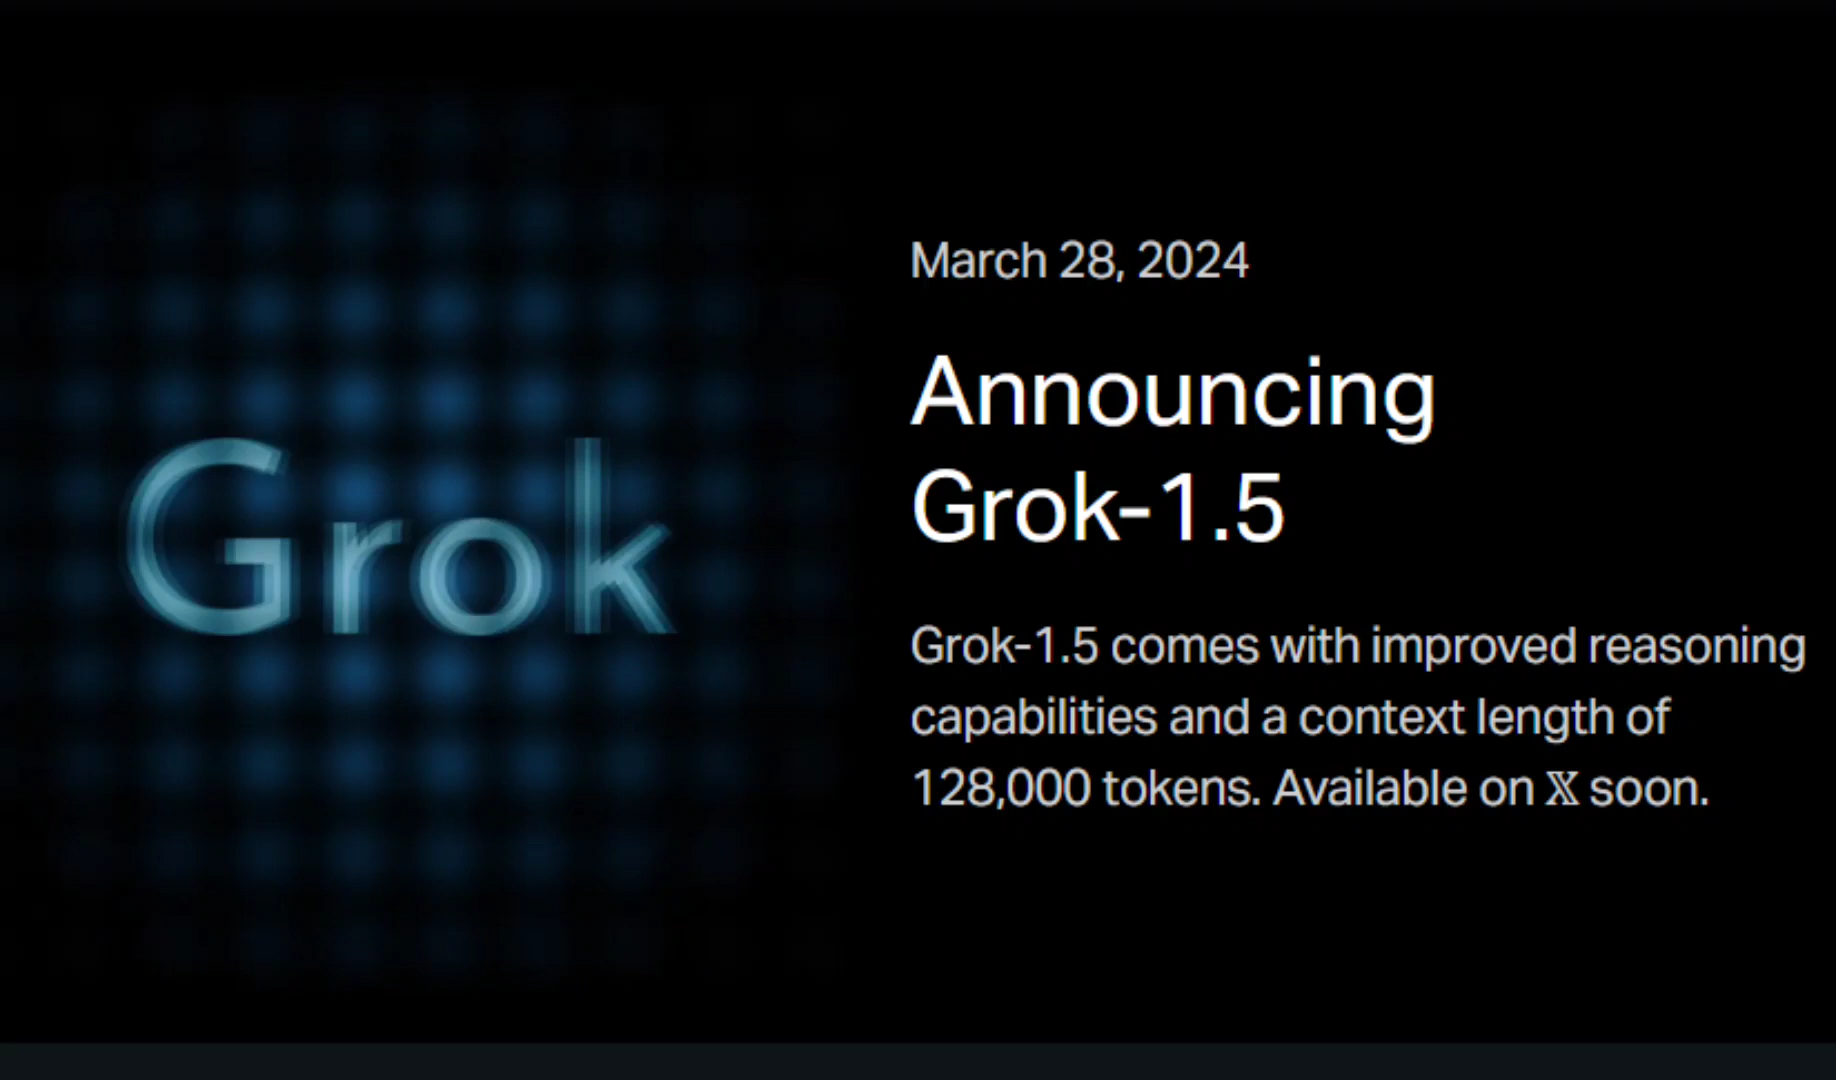 Grok
March 28, 2024
Announcing
Grok-1.5
Grok-1.5 comes with improved reasoning
capabilities and a context length of
128,000 tokens. Available on 𝕏 soon.